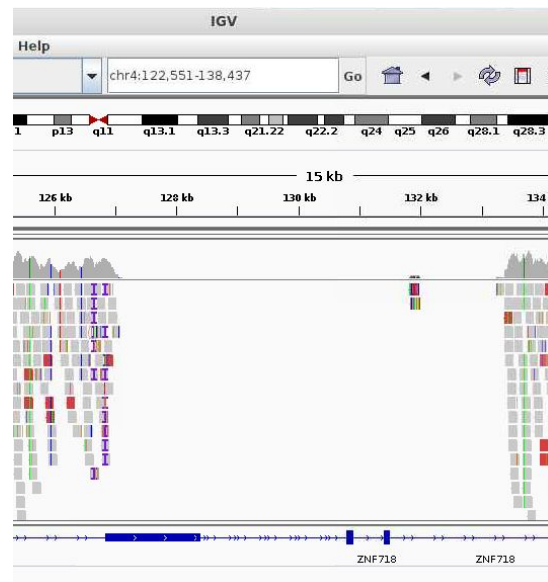 IGV
Help
chr4:122,551-138,437 Go
1 p13 q11 q13.1 q13.3 q21.22 q22.2 q24 q25 q26 q28.1 q28.3
15 kb
126 kb 128 kb 130 kb 132 kb 134
ZNF718 ZNF718